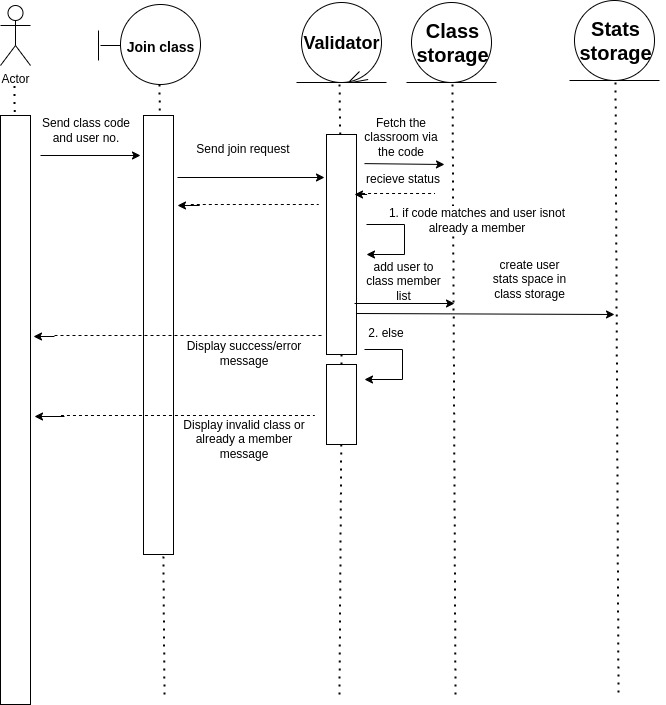 Actor
Join class
Validator
Class
storage
Stats
storage
Send class code
and user no.
Send join request
Fetch the
classroom via
the code
recieve status
1. if code matches and user isnot
already a member
add user to
class member
list
create user
stats space in
class storage
Display success/error
message
2. else
Display invalid class or
already a member
message